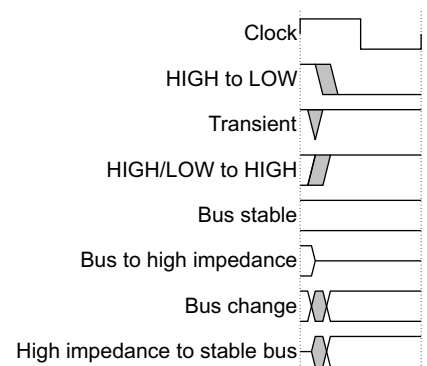 Clock
HIGH to LOW
Transient
HIGH/LOW to HIGH
Bus stable
Bus to high impedance
Bus change
High impedance to stable bus